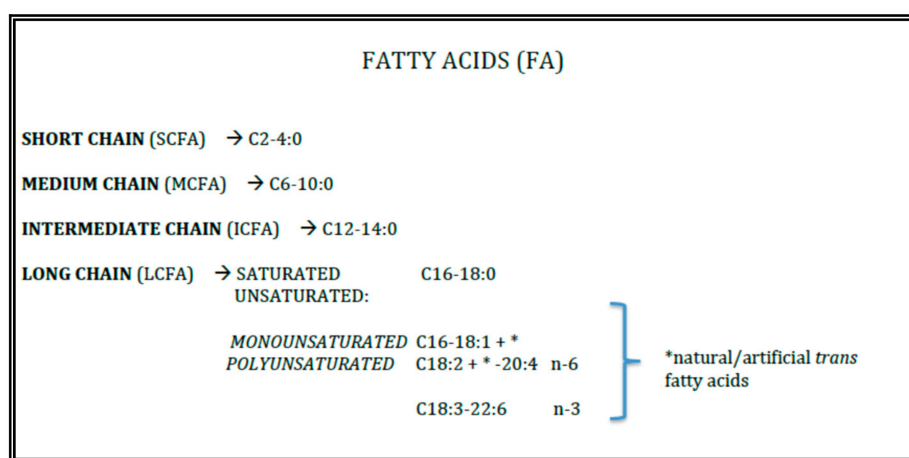 FATTY ACIDS (FA)
SHORT CHAIN (SCFA) → C2-4:0
MEDIUM CHAIN (MCFA) → C6-10:0
INTERMEDIATE CHAIN (ICFA) → C12-14:0
LONG CHAIN (LCFA) → SATURATED C16-18:0
UNSATURATED:
MONOUNSATURATED C16-18:1 + *
POLYUNSATURATED C18:2 + * -20:4 n-6
C18:3-22:6 n-3
*natural/artificial trans
fatty acids